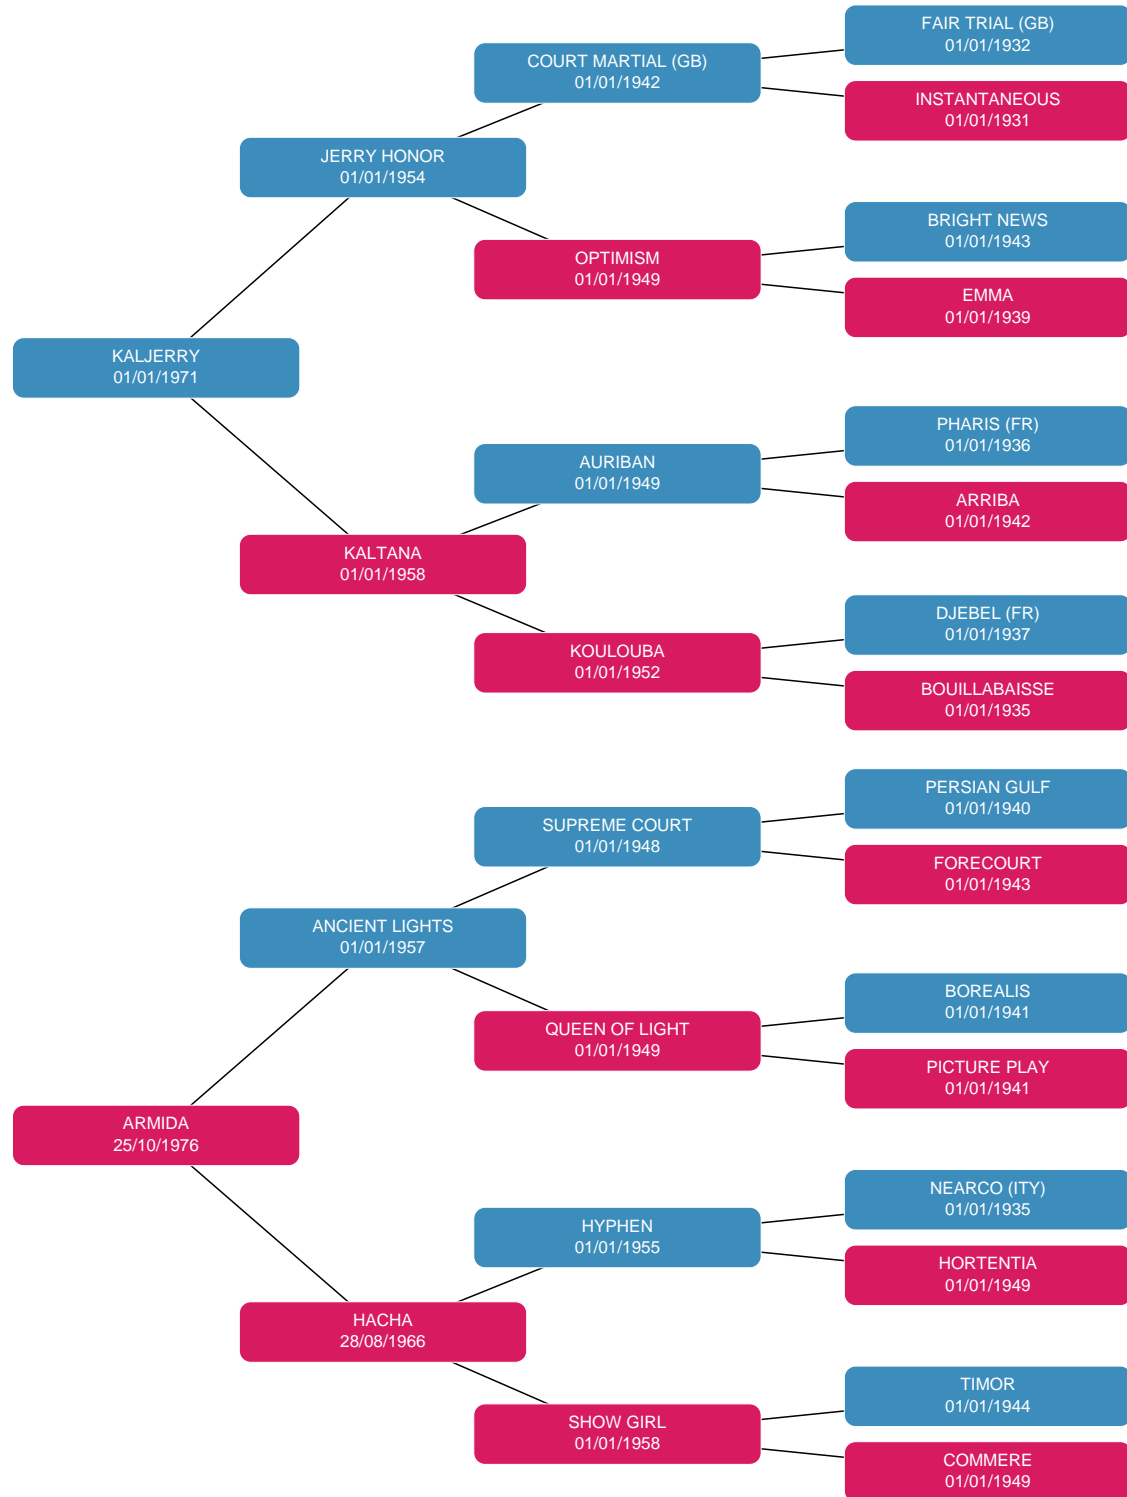 FAIR TRIAL (GB)
01/01/1932
COURT MARTIAL (GB)
01/01/1942
INSTANTANEOUS
01/01/1931
JERRY HONOR
01/01/1954
BRIGHT NEWS
01/01/1943
OPTIMISM
01/01/1949
EMMA
01/01/1939
KALJERRY
01/01/1971
PHARIS (FR)
01/01/1936
AURIBAN
01/01/1949
ARRIBA
01/01/1942
KALTANA
01/01/1958
DJEBEL (FR)
01/01/1937
KOULOUBA
01/01/1952
BOUILLABAISSE
01/01/1935
PERSIAN GULF
01/01/1940
SUPREME COURT
01/01/1948
FORECOURT
01/01/1943
ANCIENT LIGHTS
01/01/1957
BOREALIS
01/01/1941
QUEEN OF LIGHT
01/01/1949
PICTURE PLAY
01/01/1941
ARMIDA
25/10/1976
NEARCO (ITY)
01/01/1935
HYPHEN
01/01/1955
HORTENTIA
01/01/1949
HACHA
28/08/1966
TIMOR
01/01/1944
SHOW GIRL
01/01/1958
COMMERE
01/01/1949